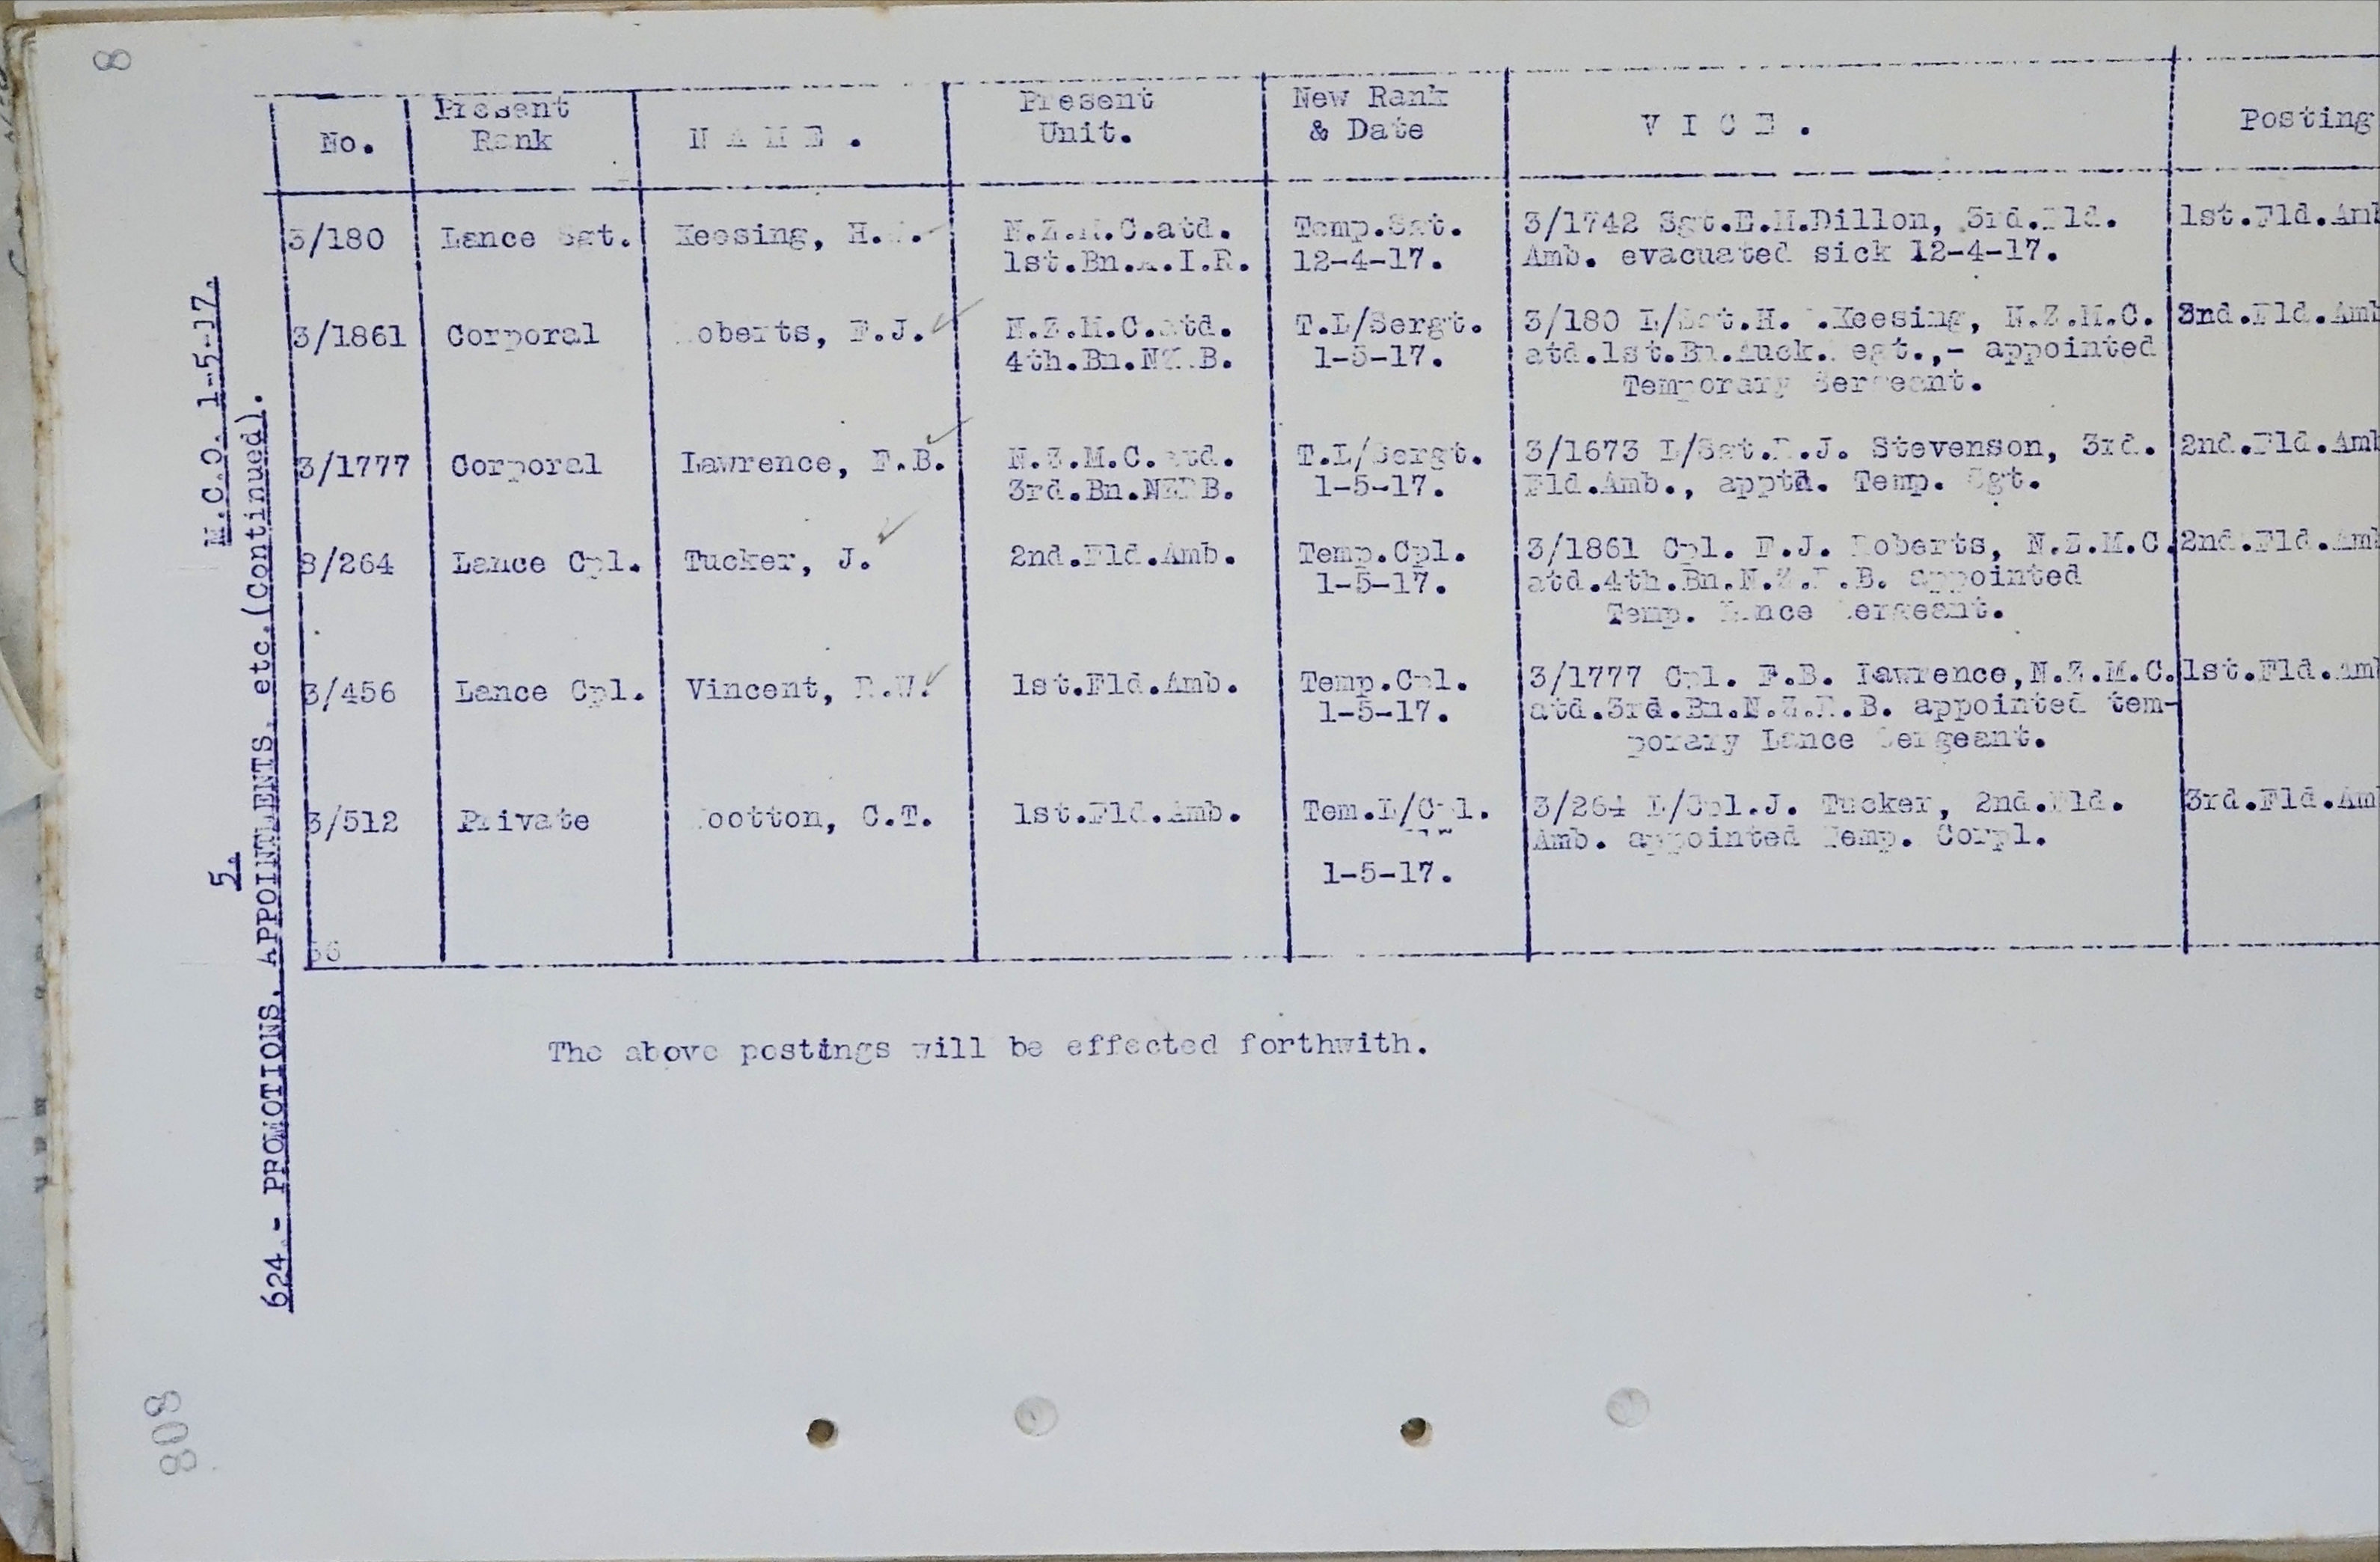 8
5.
N.C.O. 1-5-17.
624.- PROMOTIONS, APPOINTMENTS, etc.(Continued).
No. Present Rank N A M E . Present Unit. New Rank & Date V I C E . Posting
3/180 Lance Sgt. Keesing, H. N.Z.M.C.atd. Temp.Sgt. 3/1742 Sgt.E.M.Dillon, 3rd.Fld. 1st.Fld.Amb
1st.Bn.A.I.R. 12-4-17. Amb. evacuated sick 12-4-17.
3/1861 Corporal Roberts, F.J. N.Z.M.C.atd. T.L/Sergt. 3/180 L/Sgt.H. .Keesing, N.Z.M.C. .Fld.Amb
4th.Bn.NZRB. 1-5-17. atd.1st.Bn.Auck.Regt.,- appointed
Temporary Sergeant.
3/1777 Corporal Lawrence, F.B. N.Z.M.C.atd. T.L/Sergt. 3/1673 L/Sgt. .J. Stevenson, 3rd. 2nd.Fld.Amb
3rd.Bn.NZRB. 1-5-17. Fld.Amb., apptd. Temp. Sgt.
3/264 Lance Cpl. Tucker, J. 2nd.Fld.Amb. Temp.Cpl. 3/1861 Cpl. F.J. Roberts, N.Z.M.C. 2nd.Fld.Amb
1-5-17. atd.4th.Bn.N.Z.R.B. appointed
Temp. Lance Sergeant.
3/456 Lance Cpl. Vincent, R.W. 1st.Fld.Amb. Temp.Cpl. 3/1777 Cpl. F.B. Lawrence,N.Z.M.C. 1st.Fld.Am
1-5-17. atd.3rd.Bn.N.Z.R.B. appointed tem-
porary Lance Sergeant.
3/512 Private ootton, C.T. 1st.Fld.Amb. Tem.L/Cpl. 3/264 L/Cpl.J. Tucker, 2nd.Fld. 3rd.Fld.Am
Amb. appointed Temp. Corpl.
1-5-17.
The above postings will be effected forthwith.
808